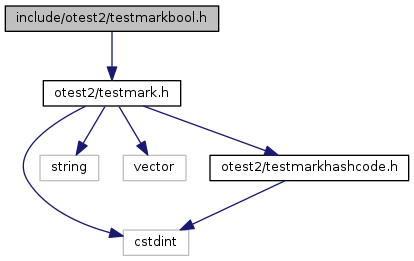 include/otest2/testmarkbool.h
otest2/testmark.h
string
vector
otest2/testmarkhashcode.h
cstdint